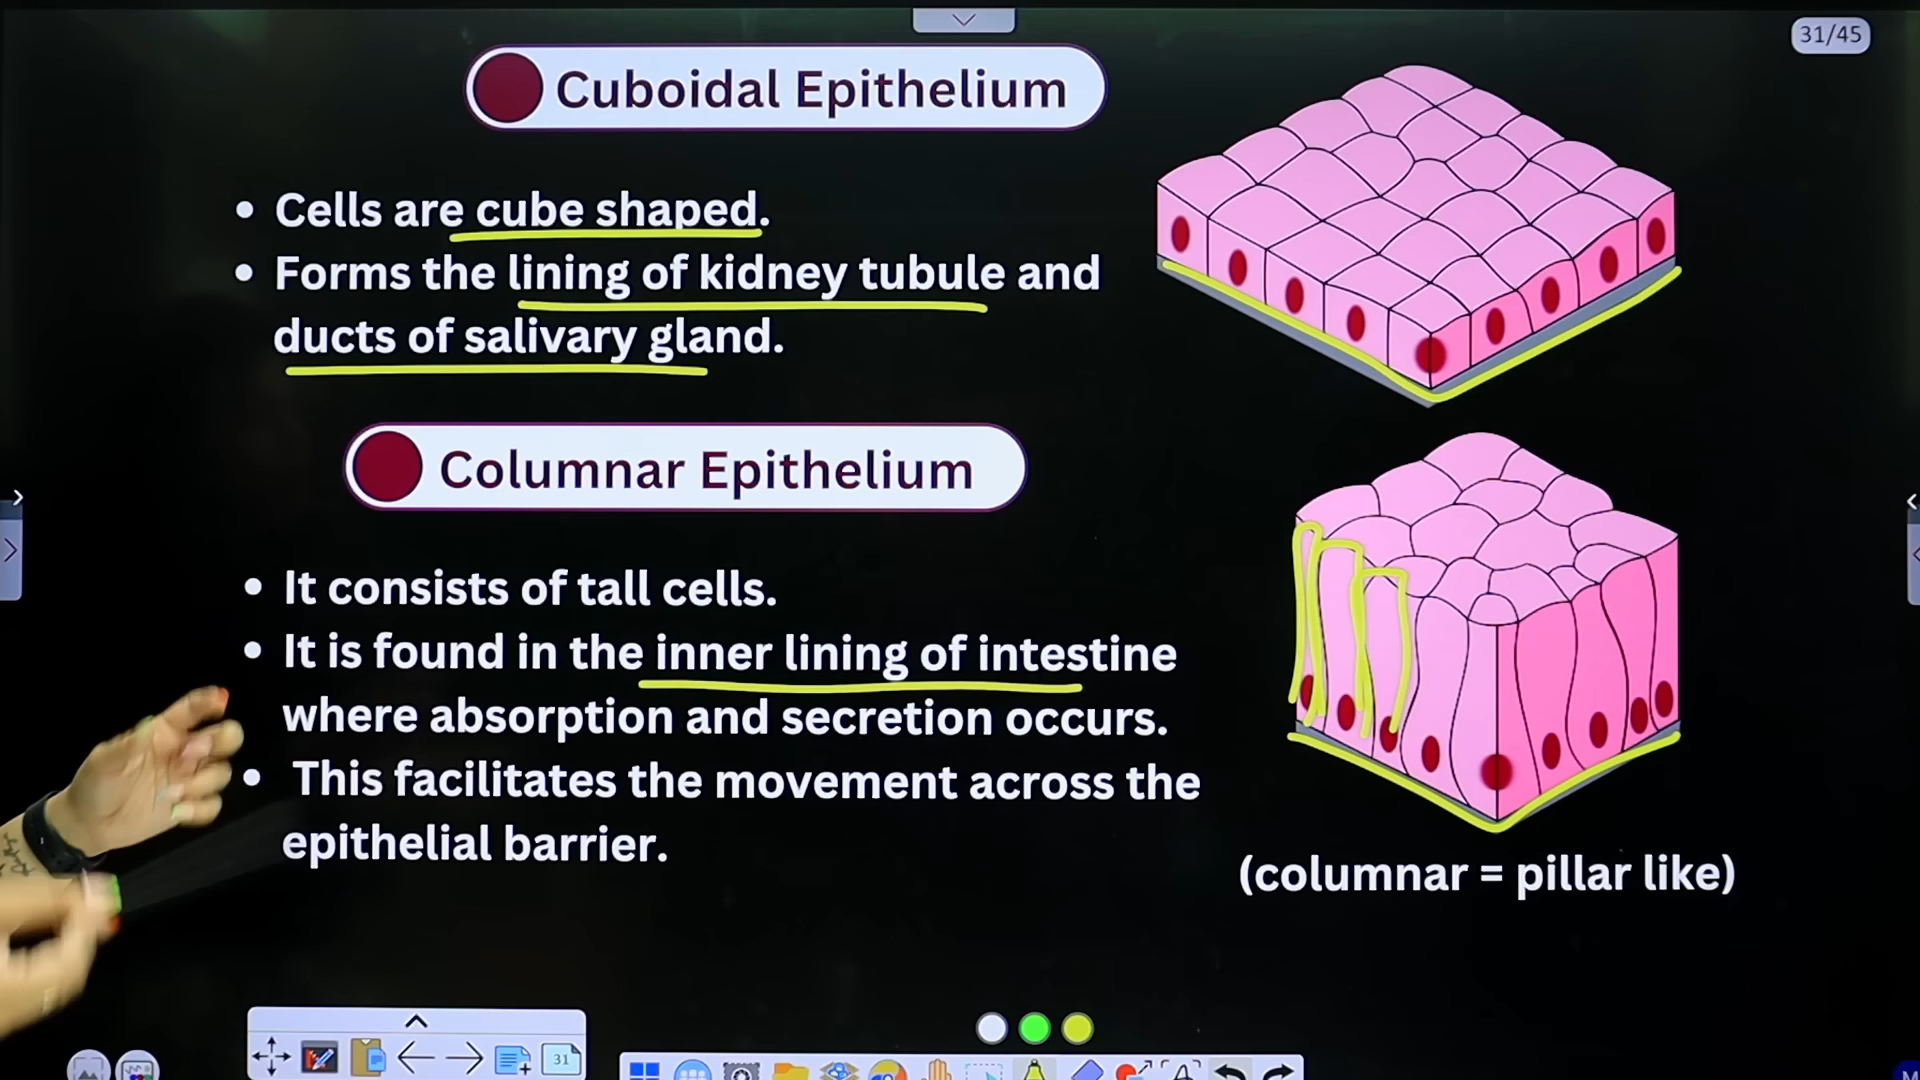 31/45
Cuboidal Epithelium
• Cells are cube shaped.
• Forms the lining of kidney tubule and
ducts of salivary gland.
Columnar Epithelium
• It consists of tall cells.
• It is found in the inner lining of intestine
where absorption and secretion occurs.
• This facilitates the movement across the
epithelial barrier.
(columnar = pillar like)
31
M